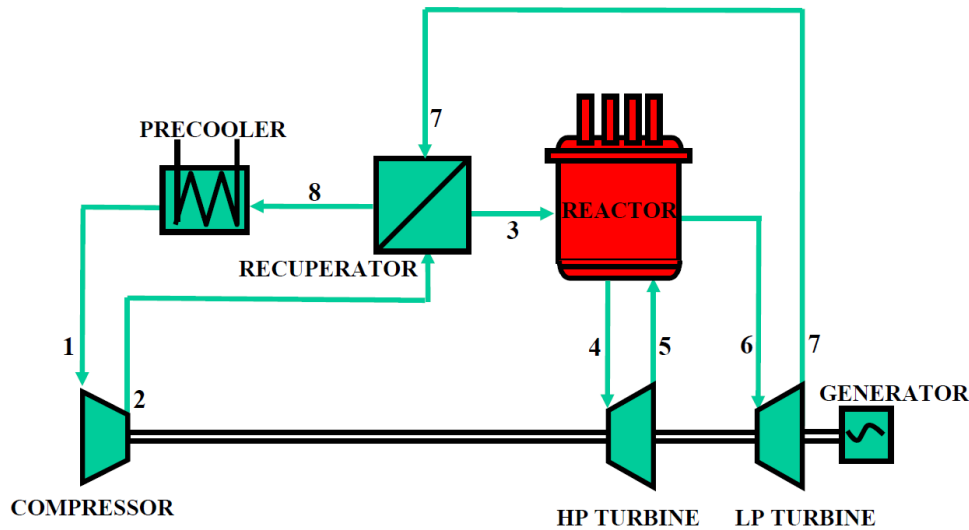 7
PRECOOLER
8
REACTOR
3
RECUPERATOR
1
4
5
6
7
2
GENERATOR
COMPRESSOR
HP TURBINE
LP TURBINE